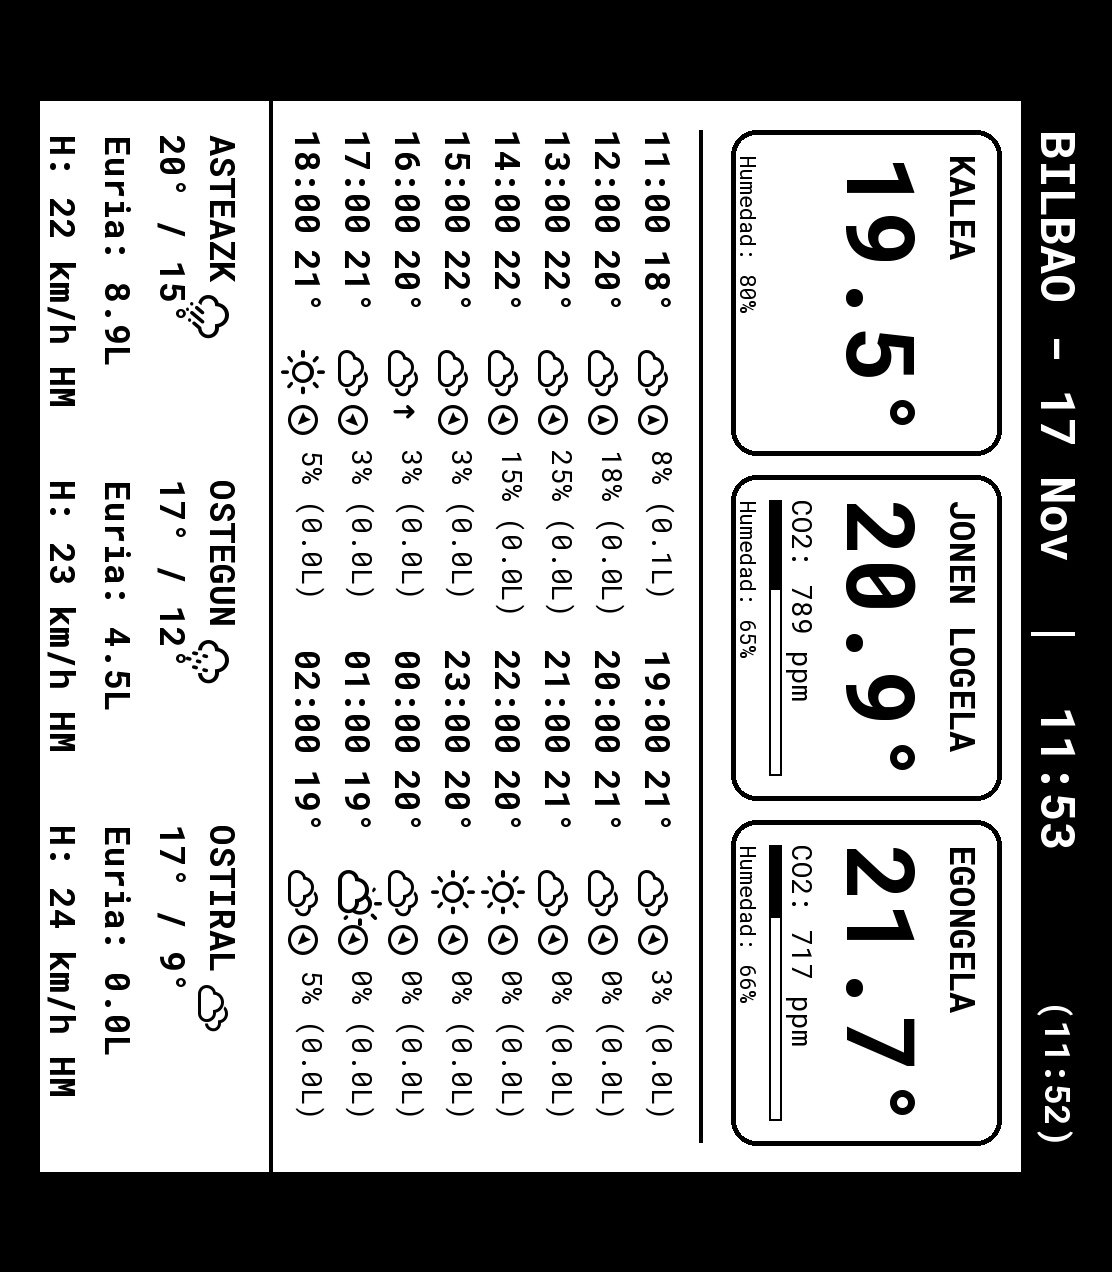 BILBAO - 17 Nov | 11:53 (11:52)
KALEA
19.5°
Humedad: 80%
JONEN LOGELA
20.9°
CO2: 789 ppm
Humedad: 65%
EGONGELA
21.7°
CO2: 717 ppm
Humedad: 66%
11:00 18° 8% (0.1L)
12:00 20° 18% (0.0L)
13:00 22° 25% (0.0L)
14:00 22° 15% (0.0L)
15:00 22° 3% (0.0L)
16:00 20° ↑ 3% (0.0L)
17:00 21° 3% (0.0L)
18:00 21° 5% (0.0L)
19:00 21° 3% (0.0L)
20:00 21° 0% (0.0L)
21:00 21° 0% (0.0L)
22:00 20° 0% (0.0L)
23:00 20° 0% (0.0L)
00:00 20° 0% (0.0L)
01:00 19° 0% (0.0L)
02:00 19° 5% (0.0L)
ASTEAZK
20° / 15°
Euria: 8.9L
H: 22 km/h HM
OSTEGUN
17° / 12°
Euria: 4.5L
H: 23 km/h HM
OSTIRAL
17° / 9°
Euria: 0.0L
H: 24 km/h HM